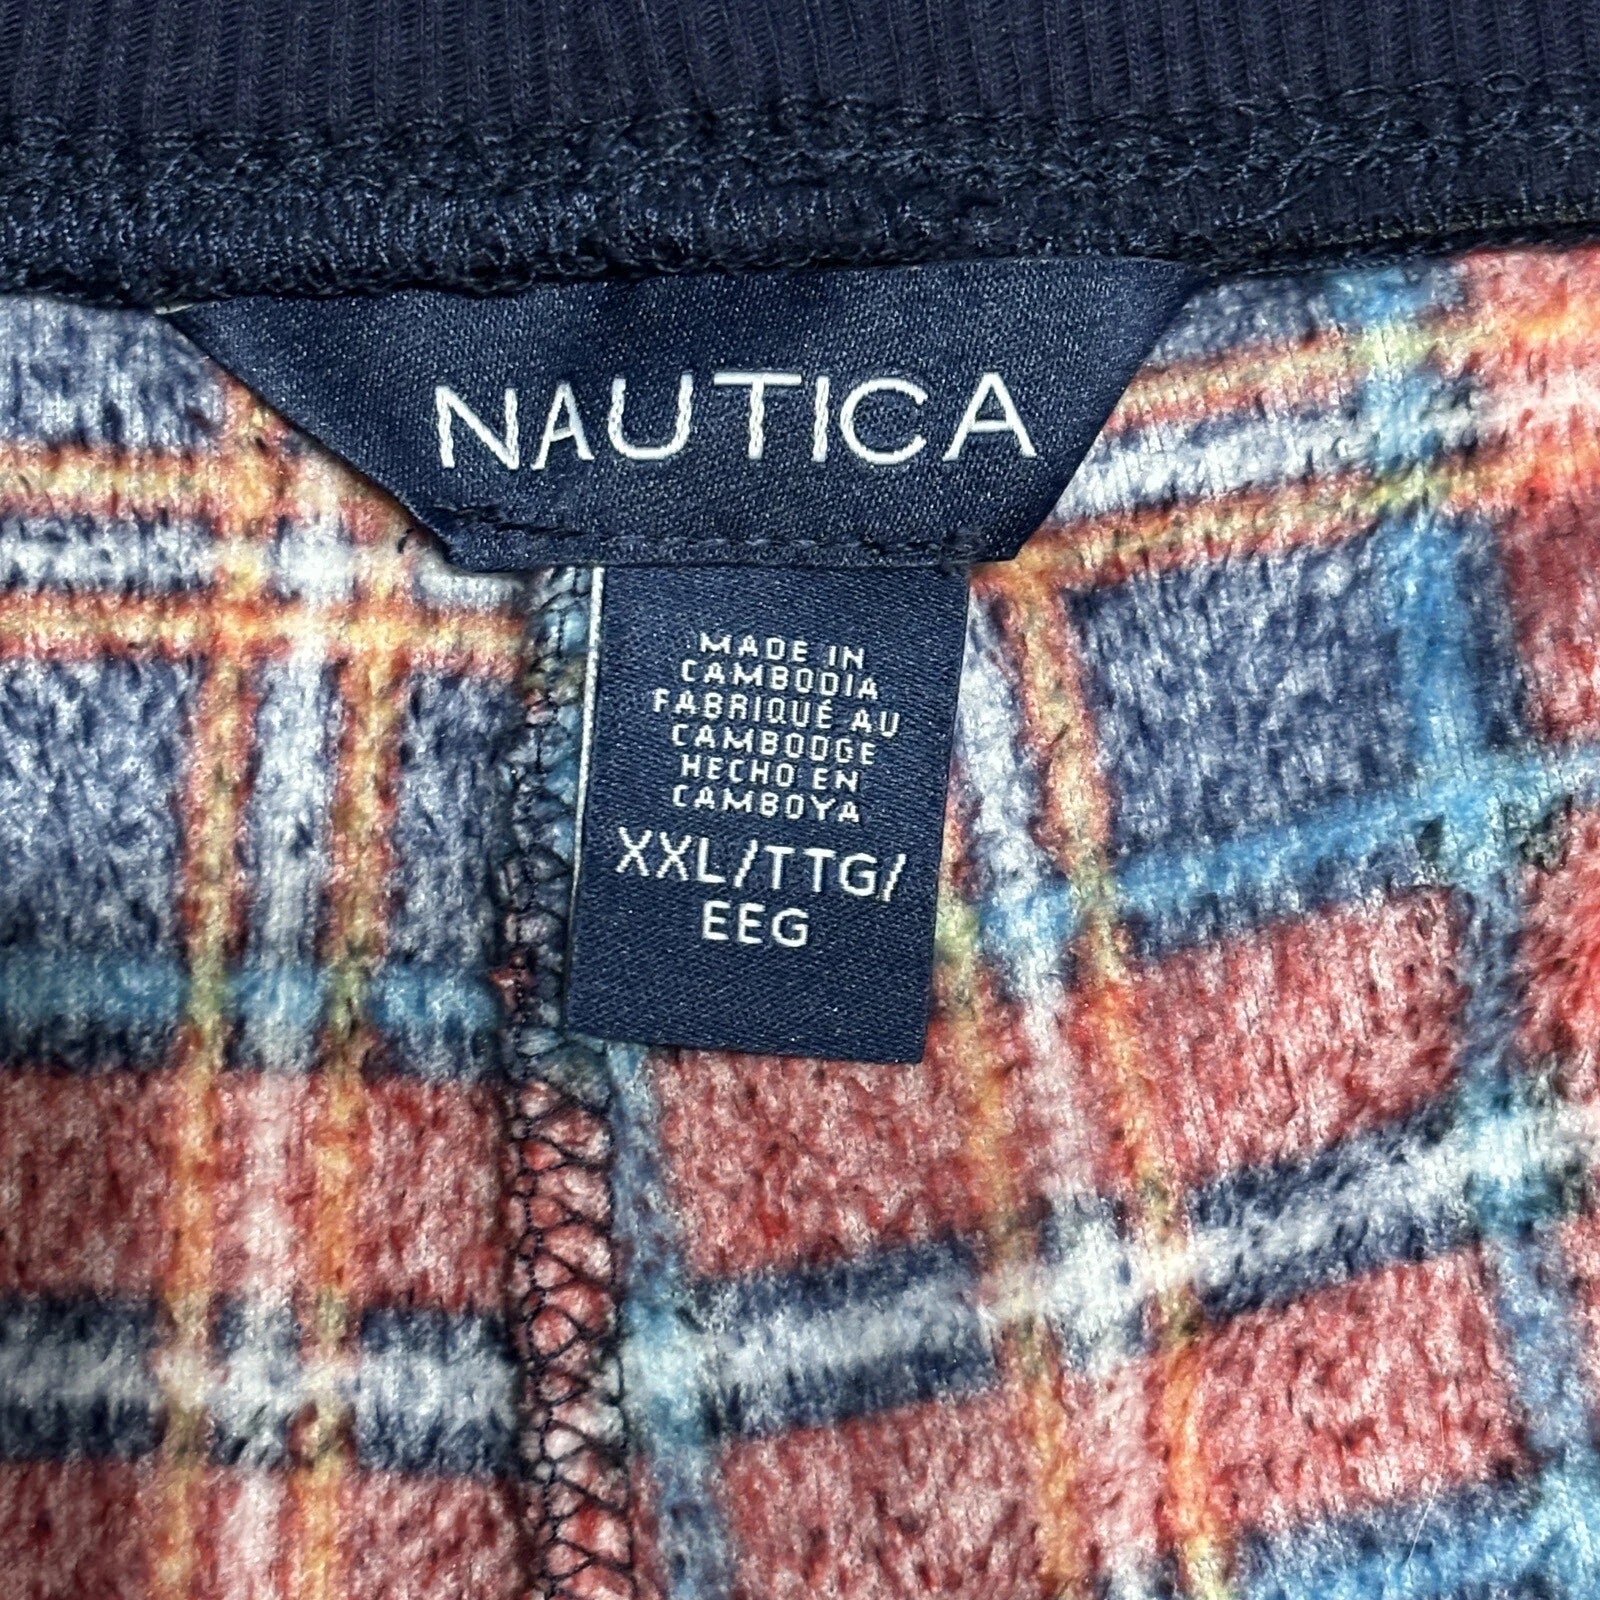 NAUTICA
MADE IN
CAMBODIA
FABRIQUÉ AU
CAMBODGE
HECHO EN
CAMBOYA
XXL/TTG/
EEG